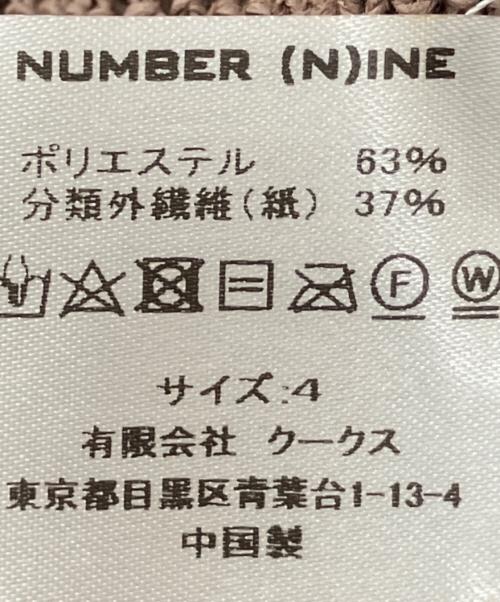 NUMBER (N)INE
ポリエステル 63%
分類外繊維(紙) 37%
F W
サイズ:4
有限会社 クークス
東京都目黒区青葉台1-13-4
中国製